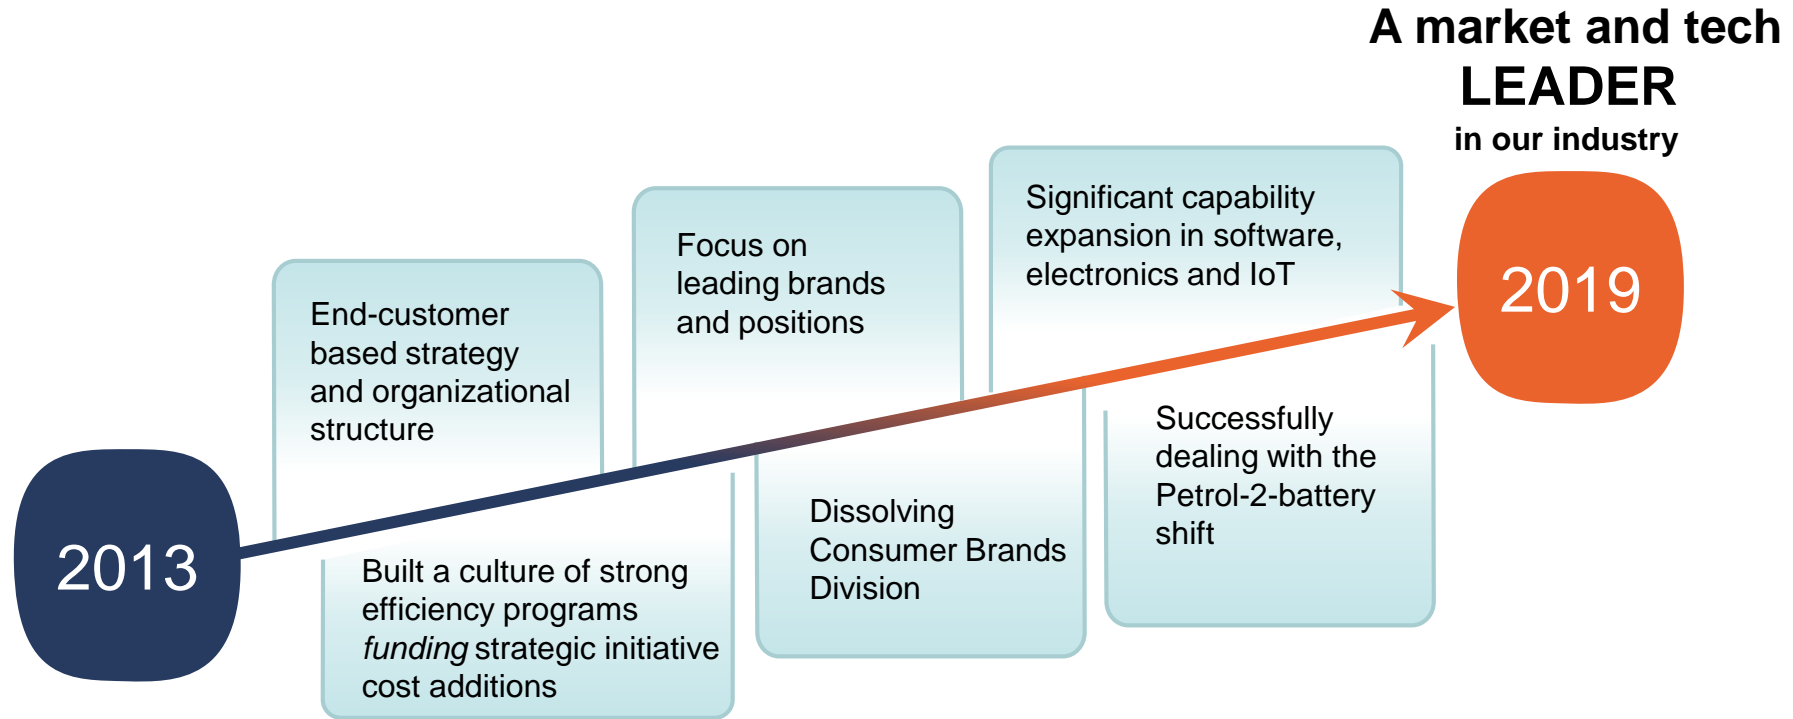 A market and tech
LEADER
in our industry
2019
Significant capability
expansion in software,
electronics and IoT
Focus on
leading brands
and positions
End-customer
based strategy
and organizational
structure
2013
Built a culture of strong
efficiency programs
funding strategic initiative
cost additions
Dissolving
Consumer Brands
Division
Successfully
dealing with the
Petrol-2-battery
shift